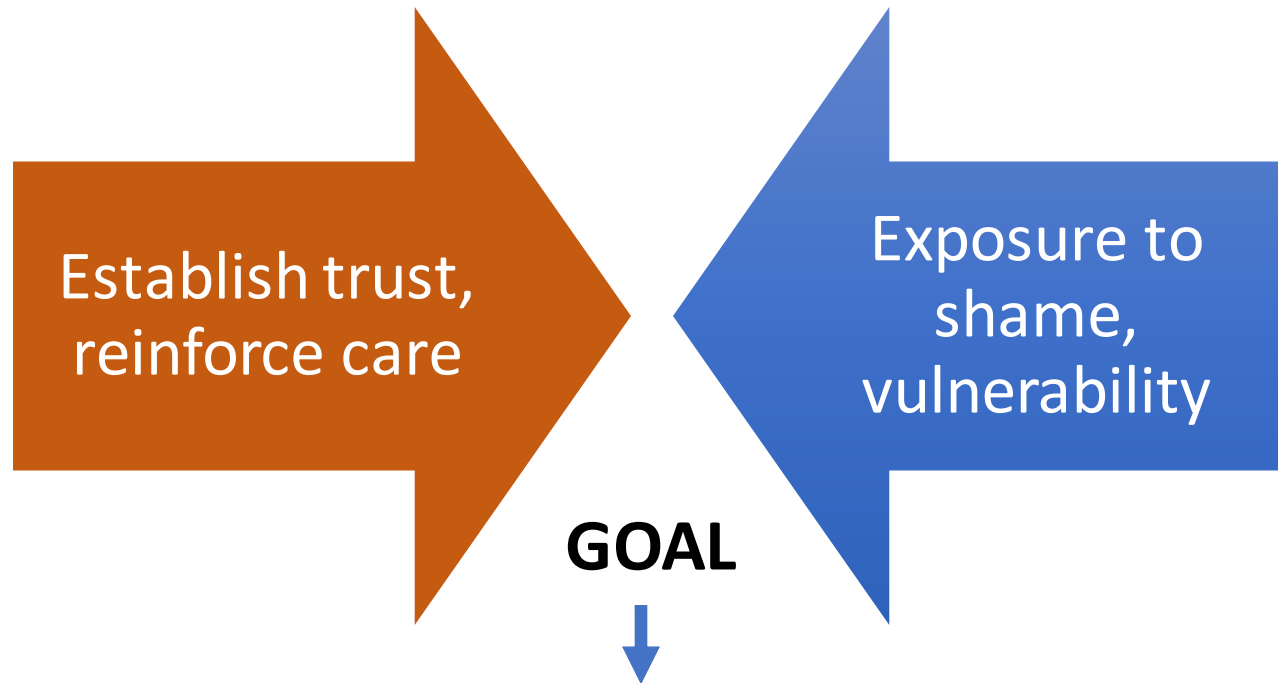 Establish trust,
reinforce care
Exposure to
shame,
vulnerability
GOAL